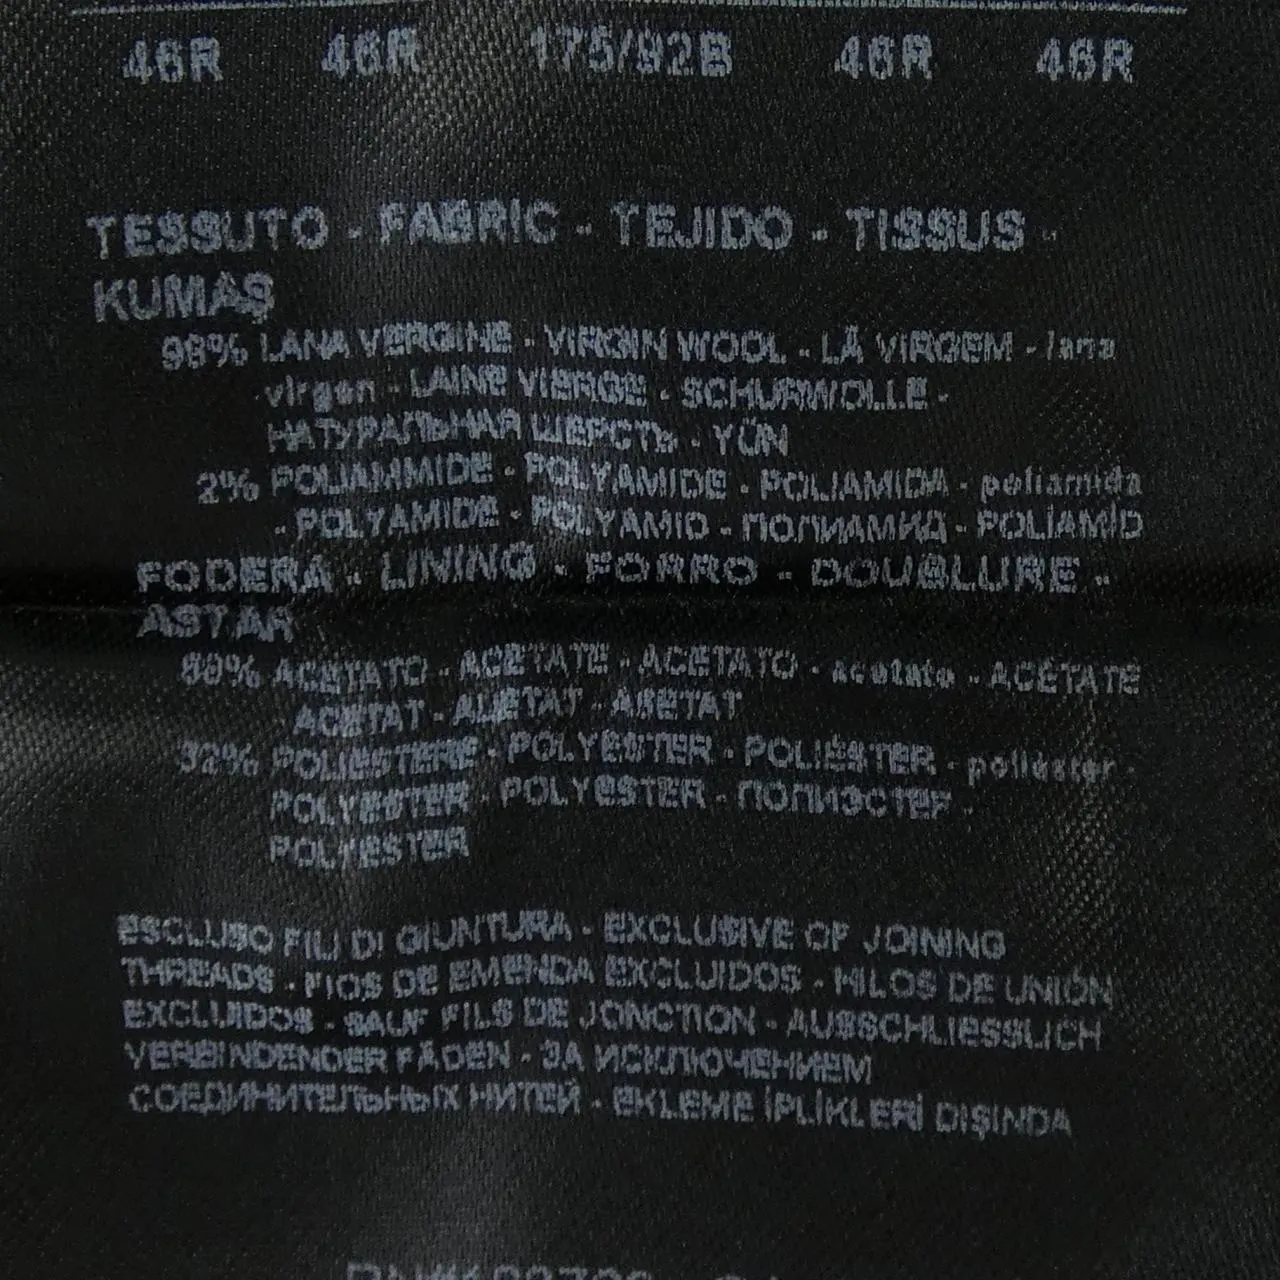 46R 46R 175/92B 46R 46R
TESSUTO - FABRIC - TEJIDO - TISSUS -
KUMAŞ
98% LANA VERGINE - VIRGIN WOOL - LÃ VIRGEM - lana
virgen - LAINE VIERGE - SCHURWOLLE -
НАТУРАЛЬНАЯ ШЕРСТЬ - YÜN
2% POLIAMMIDE - POLYAMIDE - POLIAMIDA - poliamida
- POLYAMIDE - POLYAMID - ПОЛИАМИД - POLİAMİD
FODERA - LINING - FORRO - DOUBLURE -
ASTAR
ACETATO - ACETATE - ACETATO - acetato - ACÉTATE
- ACETAT - АЦЕТАТ - ASETAT
32% POLIESTERE - POLYESTER - POLIÉSTER - poliéster -
POLYESTER - POLYESTER - ПОЛИЭСТЕР -
POLYESTER
ESCLUSO FILI DI GIUNTURA - EXCLUSIVE OF JOINING
THREADS - FIOS DE EMENDA EXCLUIDOS - HILOS DE UNIÓN
EXCLUIDOS - SAUF FILS DE JONCTION - AUSSCHLIESSLICH
VERBINDENDER FÄDEN - ЗА ИСКЛЮЧЕНИЕМ
СОЕДИНИТЕЛЬНЫХ НИТЕЙ - EKLEME İPLİKLERİ DIŞINDA